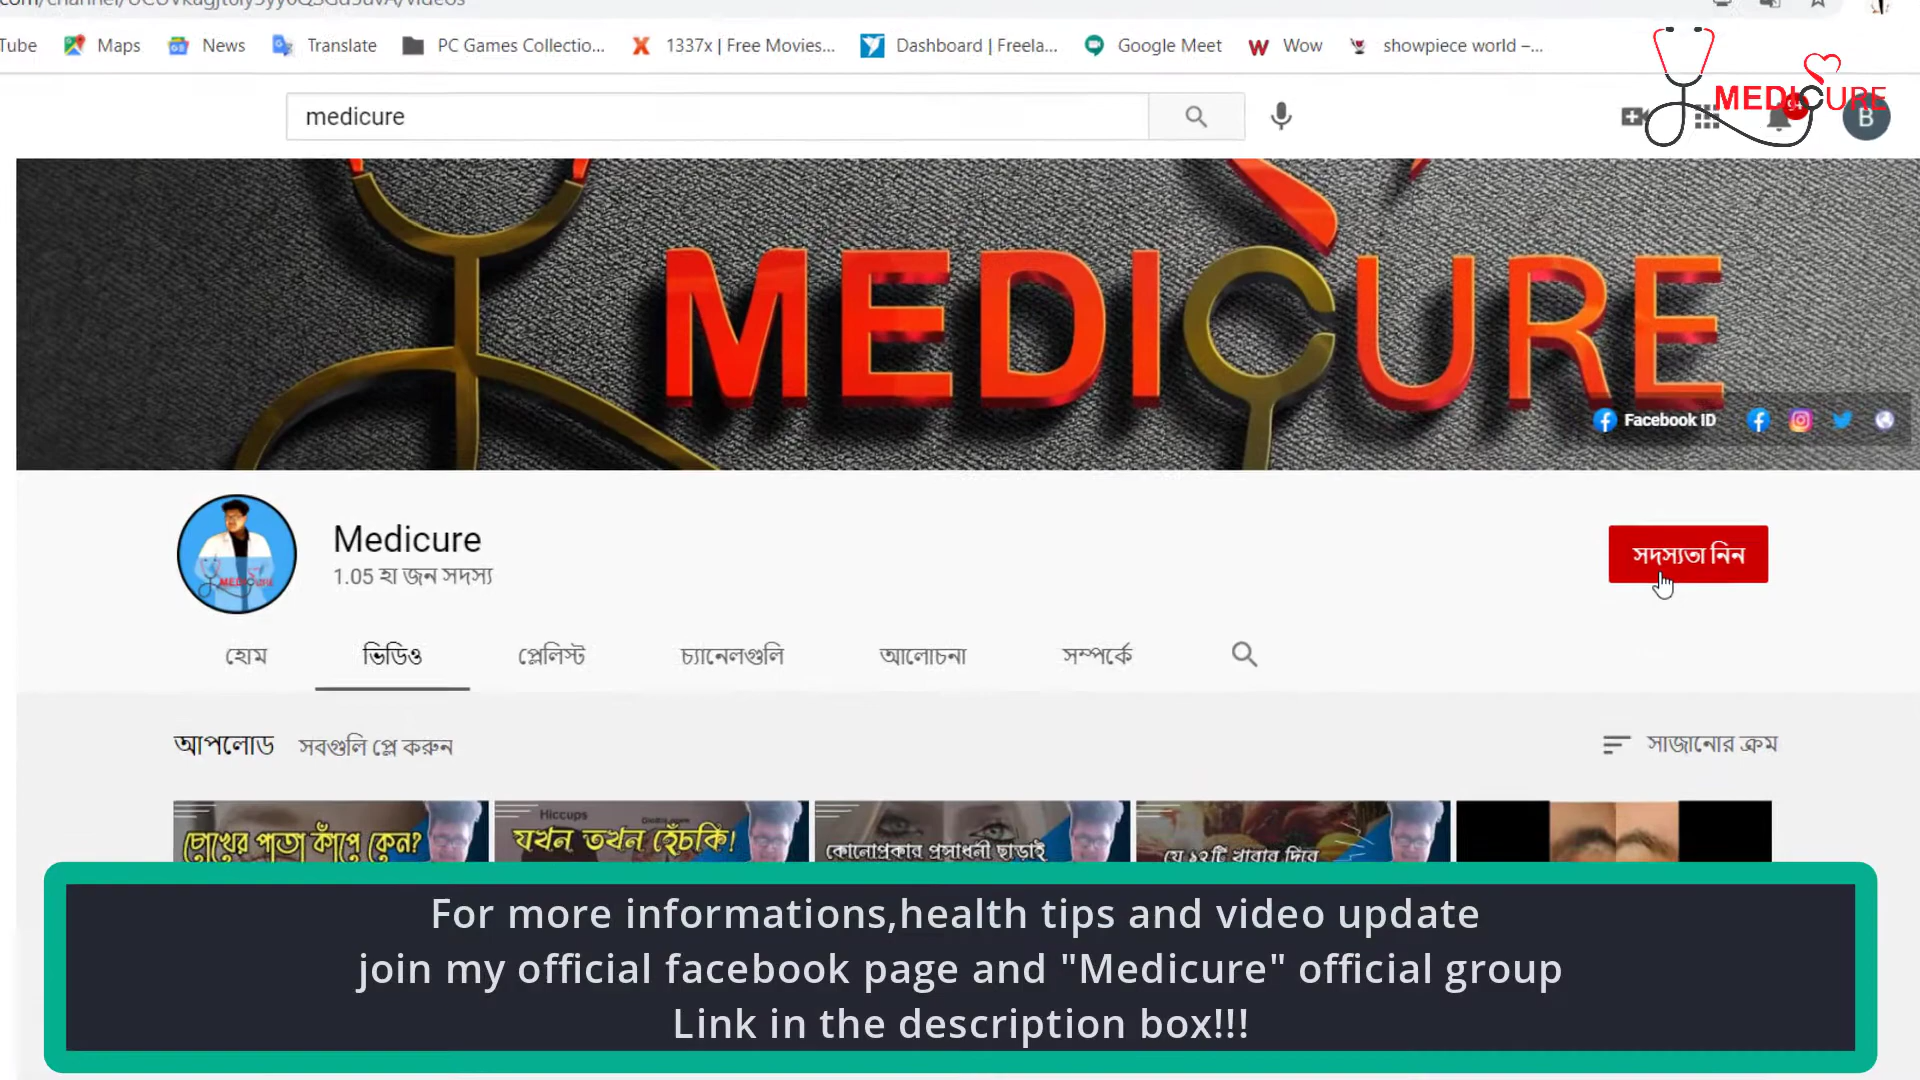 Tube Maps News Translate PC Games Collectio... 1337x | Free Movies... Dashboard | Freela... Google Meet Wow showpiece world –...
MEDICURE
medicure
B
MEDICURE
Facebook ID
Medicure
1.05 হা জন সদস্য
সদস্যতা নিন
হোম ভিডিও প্লেলিস্ট চ্যানেলগুলি আলোচনা সম্পর্কে
আপলোড সবগুলি প্লে করুন সাজানোর ক্রম
চোখের পাতা কাঁপে কেন?
Hiccups
যখন তখন হেঁচকি!
কোনোপ্রকার প্রসাধনী ছাড়াই
যে ১২টি খাবার দিবে
For more informations,health tips and video update
join my official facebook page and "Medicure" official group
Link in the description box!!!